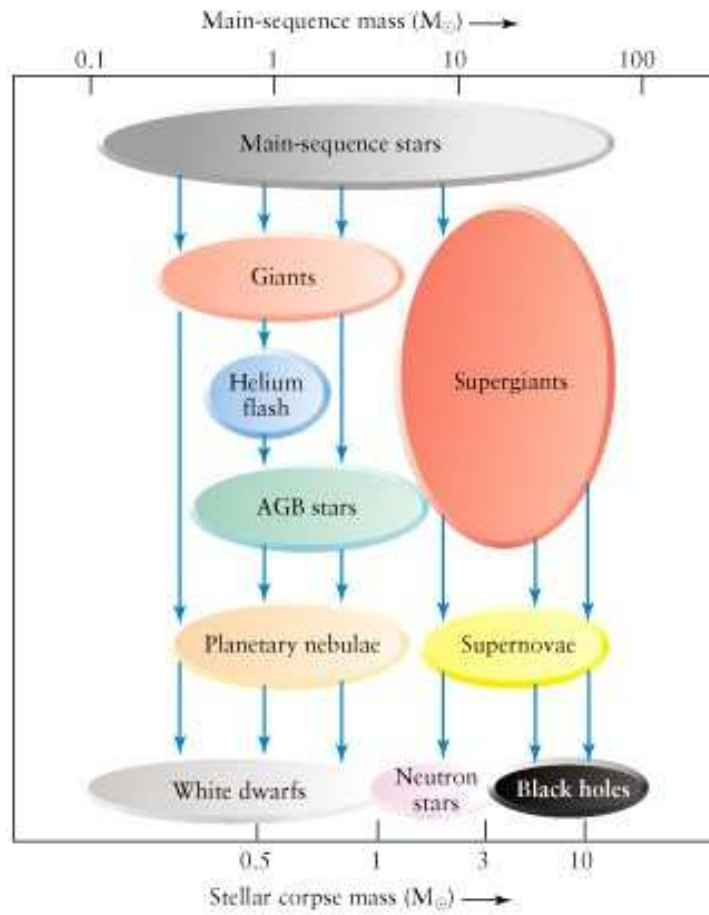 Main-sequence mass (M☉) →
0.1 1 10 100
Main-sequence stars
Giants
Helium
flash
Supergiants
AGB stars
Planetary nebulae
Supernovae
White dwarfs
Neutron
stars
Black holes
0.5 1 3 10
Stellar corpse mass (M☉) →